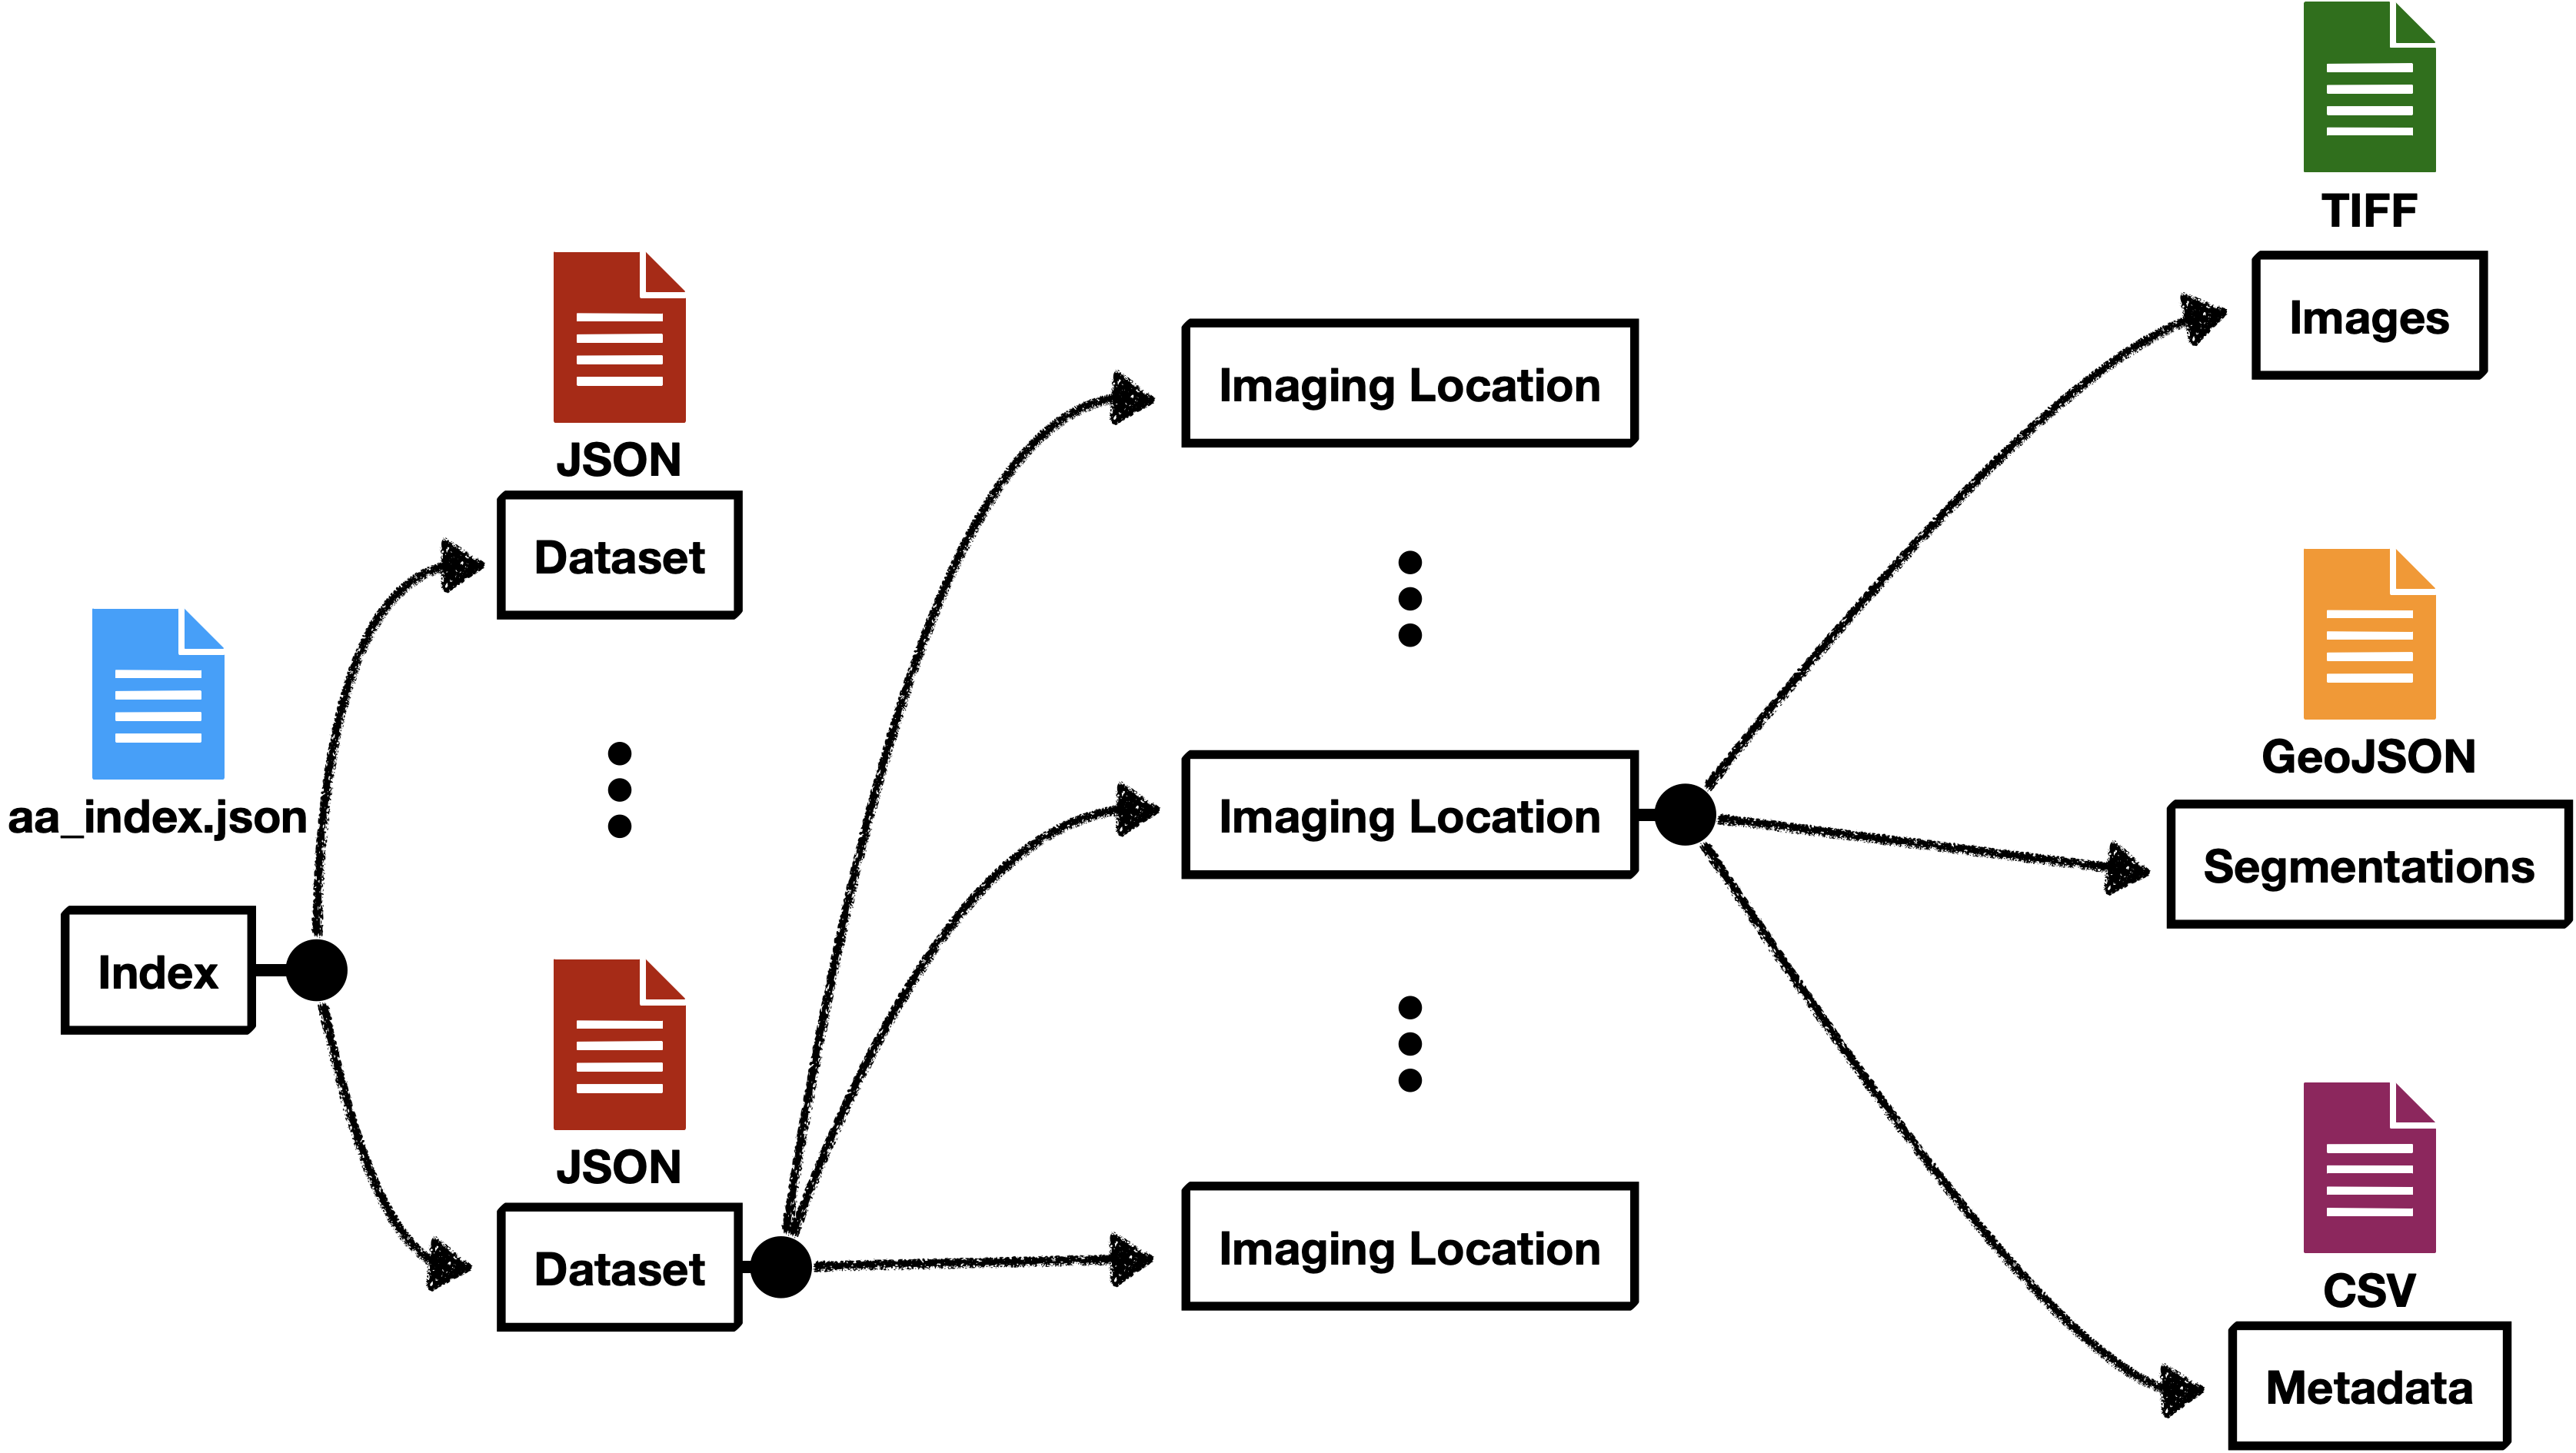 aa_index.json
Index
JSON
Dataset
JSON
Dataset
Imaging Location
Imaging Location
Imaging Location
TIFF
Images
GeoJSON
Segmentations
CSV
Metadata